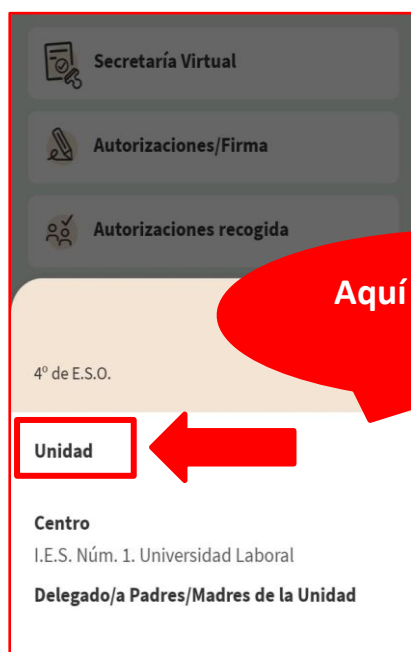 Secretaría Virtual
Autorizaciones/Firma
Autorizaciones recogida
Aquí
4º de E.S.O.
Unidad
Centro
I.E.S. Núm. 1. Universidad Laboral
Delegado/a Padres/Madres de la Unidad